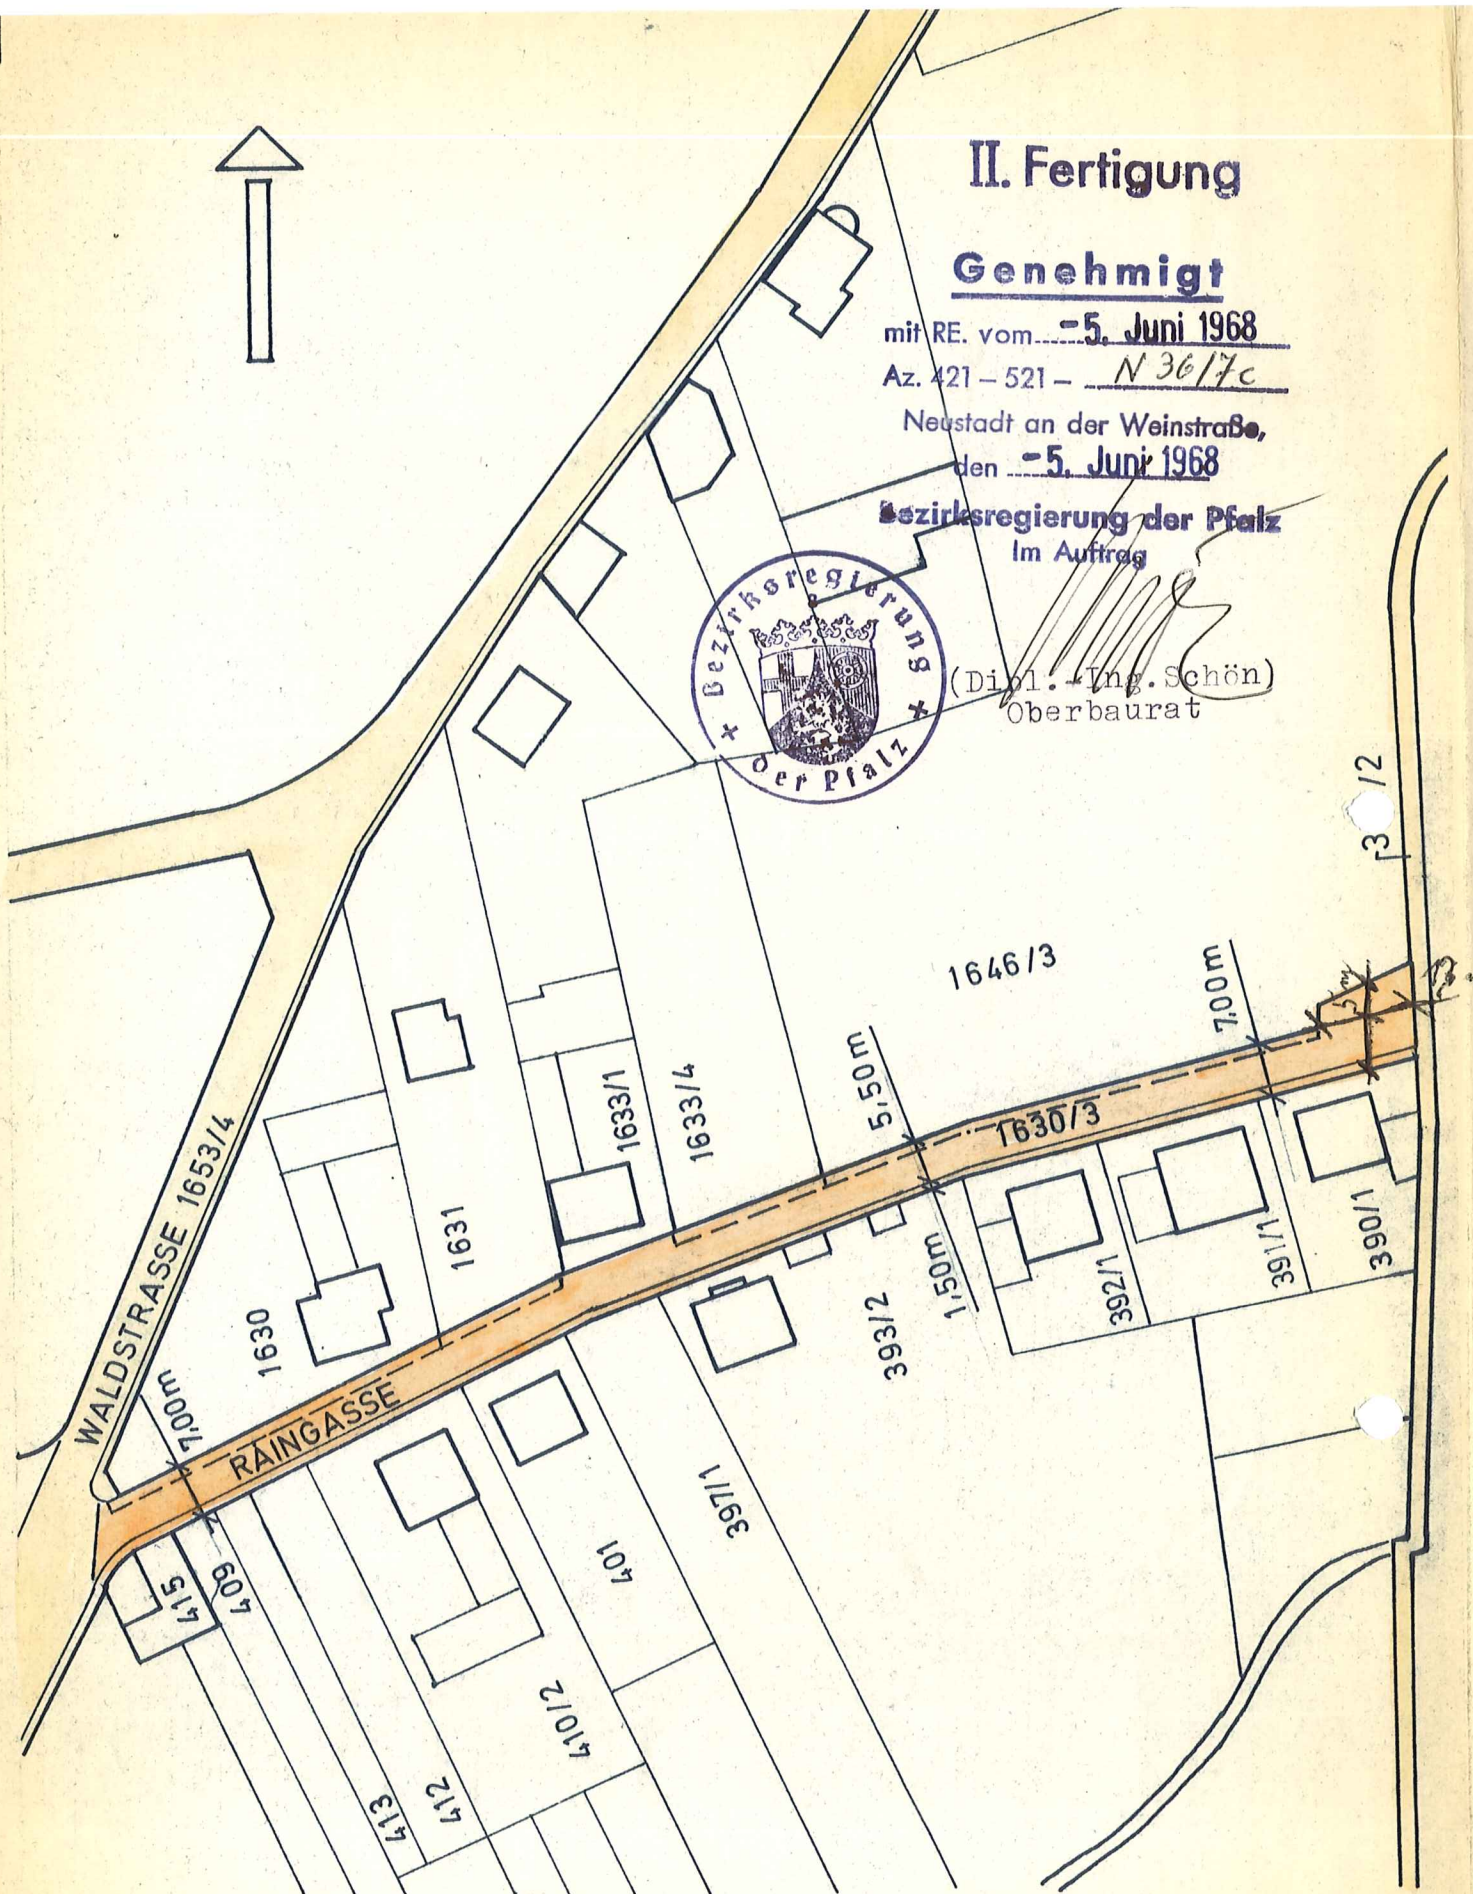 II. Fertigung
Genehmigt
mit RE. vom -5. Juni 1968
Az. 421 – 521 – N 36/7c
Neustadt an der Weinstraße,
den -5. Juni 1968
Bezirksregierung der Pfalz
Im Auftrag
Bezirksregierung
der Pfalz
(Dipl.-Ing. Schön)
Oberbaurat
/2
3
1646/3
7,00m
5m
5,50m
1630/3
1633/1
1633/4
1631
1630
WALDSTRASSE 1653/4
7,00m
RAINGASSE
1,50m
393/2
392/1
391/1
390/1
397/1
401
415
409
410/2
412
413